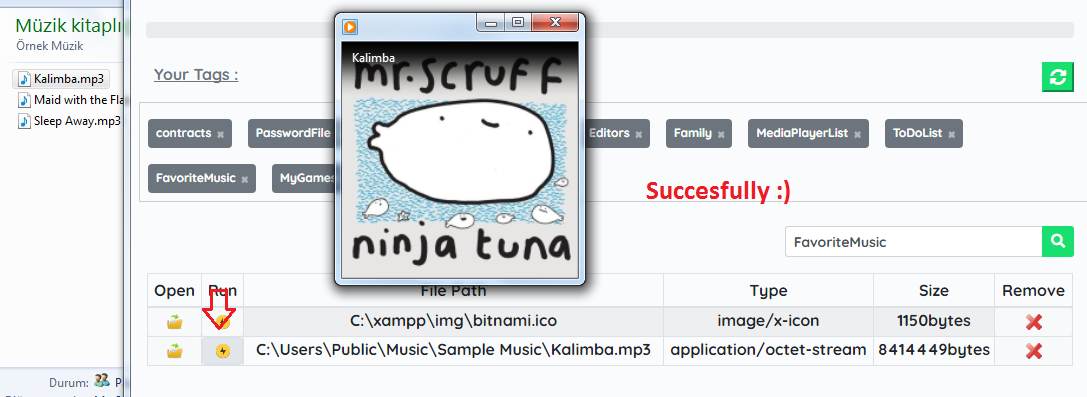 Müzik kitaplı
Örnek Müzik
Kalimba.mp3
Maid with the Fla
Sleep Away.mp3
Durum:
Your Tags :
contracts ×
PasswordFile
Editors ×
Family ×
MediaPlayerList ×
ToDoList ×
FavoriteMusic ×
MyGames
Kalimba
mr.scruff
ninja tuna
Succesfully :)
FavoriteMusic
Open Run File Path Type Size Remove
C:\xampp\img\bitnami.ico image/x-icon 1150bytes
C:\Users\Public\Music\Sample Music\Kalimba.mp3 application/octet-stream 8414449bytes